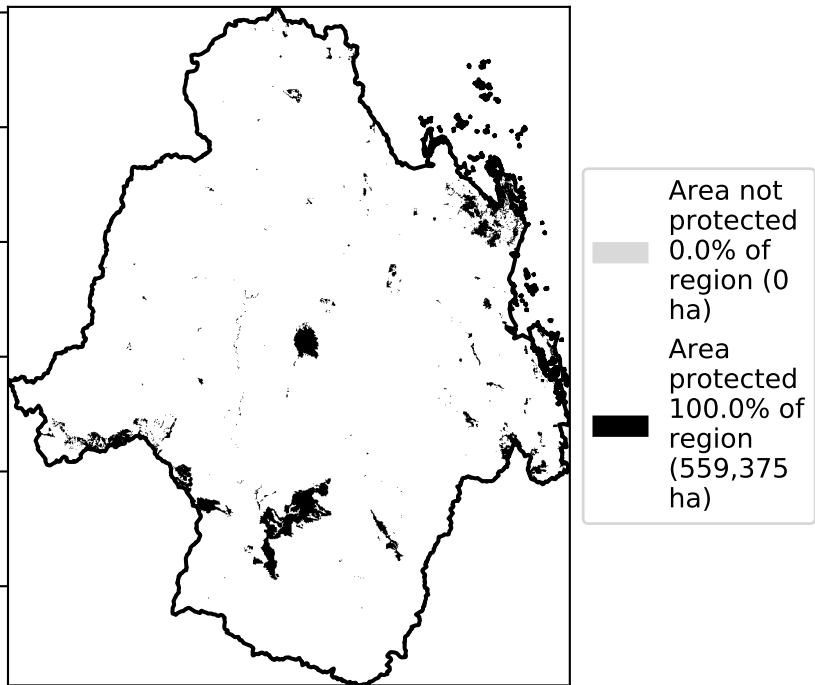 Area not
protected
0.0% of
region (0
ha)
Area
protected
100.0% of
region
(559,375
ha)